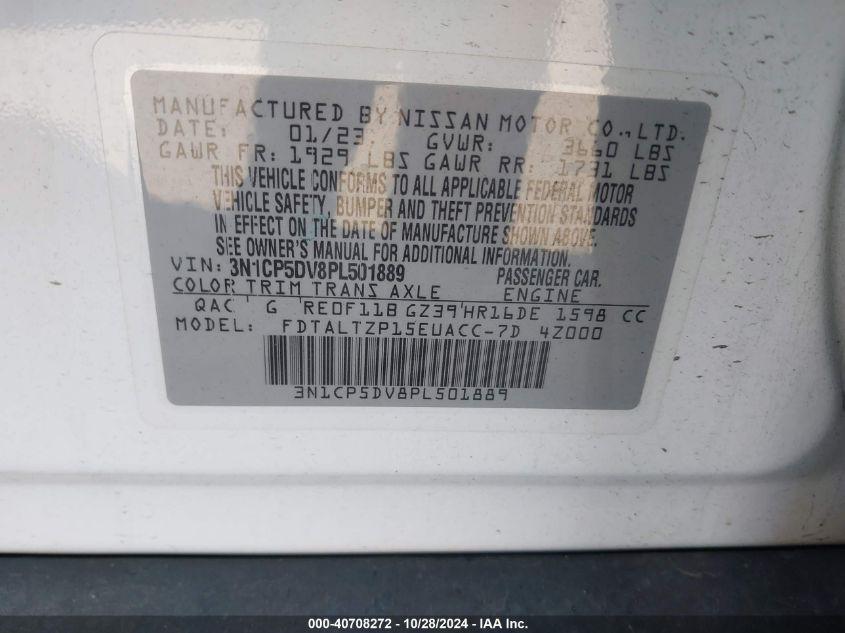 MANUFACTURED BY NISSAN MOTOR CO., LTD.
DATE: 01/23 GVWR: 3660 LBS
GAWR FR: 1929 LBS GAWR RR: 1731 LBS
THIS VEHICLE CONFORMS TO ALL APPLICABLE FEDERAL MOTOR
VEHICLE SAFETY, BUMPER AND THEFT PREVENTION STANDARDS
IN EFFECT ON THE DATE OF MANUFACTURE SHOWN ABOVE.
SEE OWNER'S MANUAL FOR ADDITIONAL INFORMATION.
VIN: 3N1CP5DV8PL501889 PASSENGER CAR.
COLOR TRIM TRANS AXLE ENGINE
QAC G RE0F11B GZ39 HR16DE 1598 CC
MODEL: FDTALTZP15EUACC-7D 4Z000
3N1CP5DV8PL501889
000-40708272 | 10/28/2024 - IAA Inc.